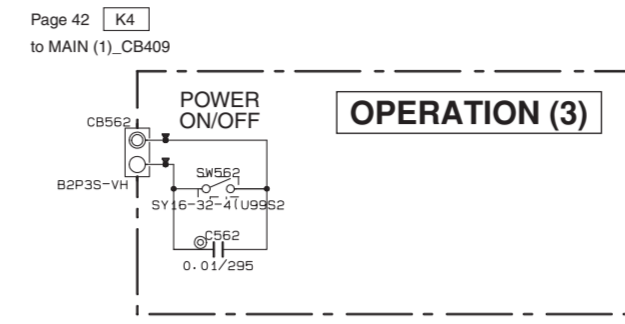 Page 42 K4
to MAIN (1)_CB409
POWER
ON/OFF
OPERATION (3)
CB562
B2P3S-VH
SW562
SY16-32-4(U99S2
C562
0.01/295